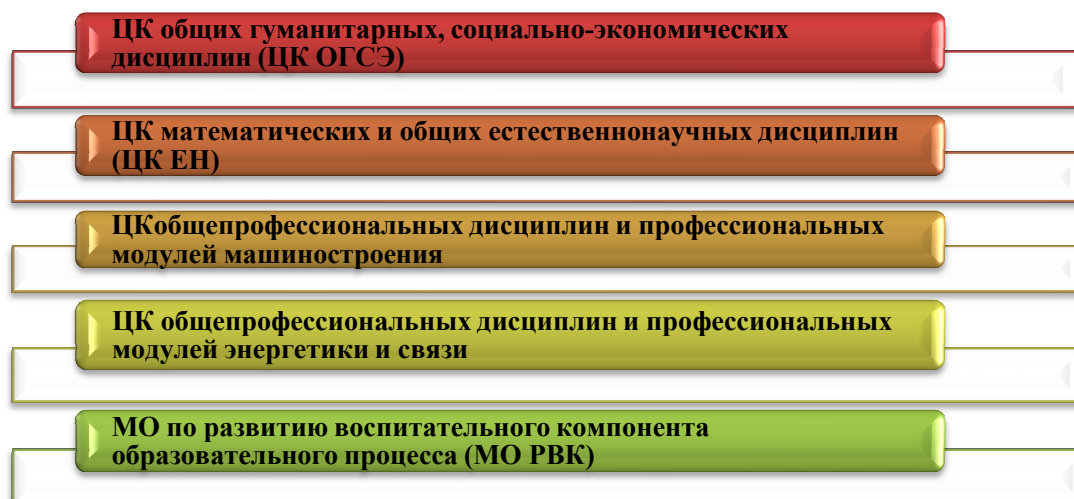 ЦК общих гуманитарных, социально-экономических
дисциплин (ЦК ОГСЭ)
ЦК математических и общих естественнонаучных дисциплин
(ЦК ЕН)
ЦКобщепрофессиональных дисциплин и профессиональных
модулей машиностроения
ЦК общепрофессиональных дисциплин и профессиональных
модулей энергетики и связи
МО по развитию воспитательного компонента
образовательного процесса (МО РВК)